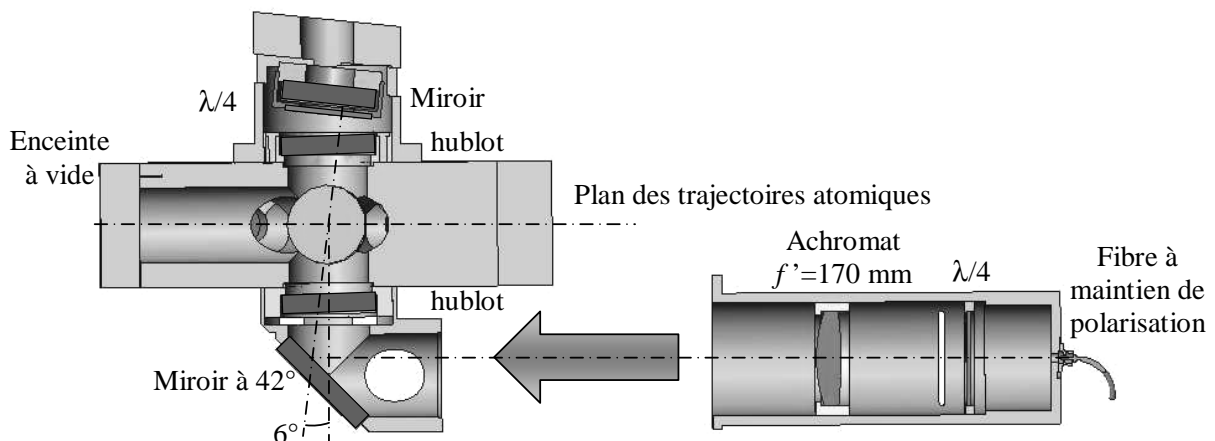 λ/4
Miroir
hublot
Enceinte
à vide
Plan des trajectoires atomiques
Achromat
f ’=170 mm
λ/4
Fibre à
maintien de
polarisation
hublot
Miroir à 42°
6°